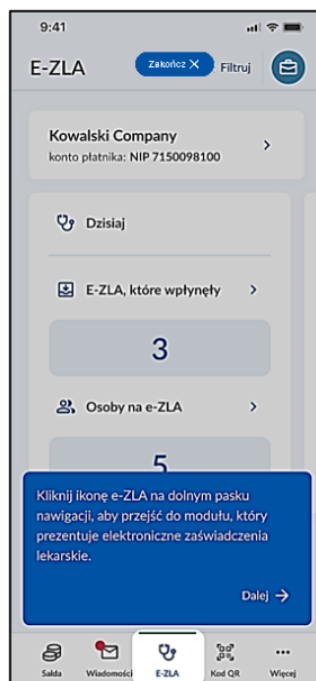 9:41
E-ZLA
Zakończ
Filtruj
Kowalski Company
konto płatnika: NIP 7150098100
Dzisiaj
E-ZLA, które wpłynęły
3
Osoby na e-ZLA
5
Kliknij ikonę e-ZLA na dolnym pasku
nawigacji, aby przejść do modułu, który
prezentuje elektroniczne zaświadczenia
lekarskie.
Dalej →
Salda
Wiadomości
E-ZLA
Kod QR
Więcej